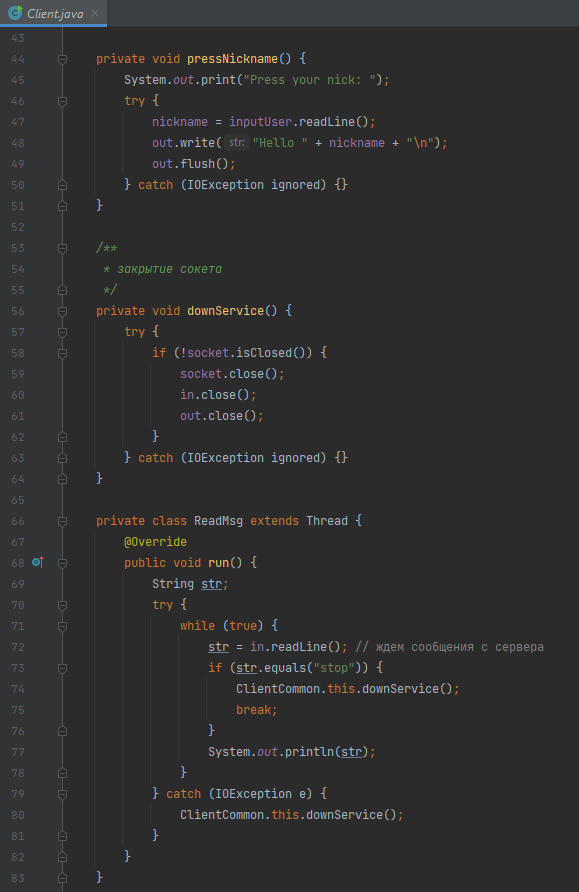 Client.java
43
44 private void pressNickname() {
45 System.out.print("Press your nick: ");
46 try {
47 nickname = inputUser.readLine();
48 out.write( str: "Hello " + nickname + "\n");
49 out.flush();
50 } catch (IOException ignored) {}
51 }
52
53 /**
54 * закрытие сокета
55 */
56 private void downService() {
57 try {
58 if (!socket.isClosed()) {
59 socket.close();
60 in.close();
61 out.close();
62 }
63 } catch (IOException ignored) {}
64 }
65
66 private class ReadMsg extends Thread {
67 @Override
68 public void run() {
69 String str;
70 try {
71 while (true) {
72 str = in.readLine(); // ждем сообщения с сервера
73 if (str.equals("stop")) {
74 ClientCommon.this.downService();
75 break;
76 }
77 System.out.println(str);
78 }
79 } catch (IOException e) {
80 ClientCommon.this.downService();
81 }
82 }
83 }